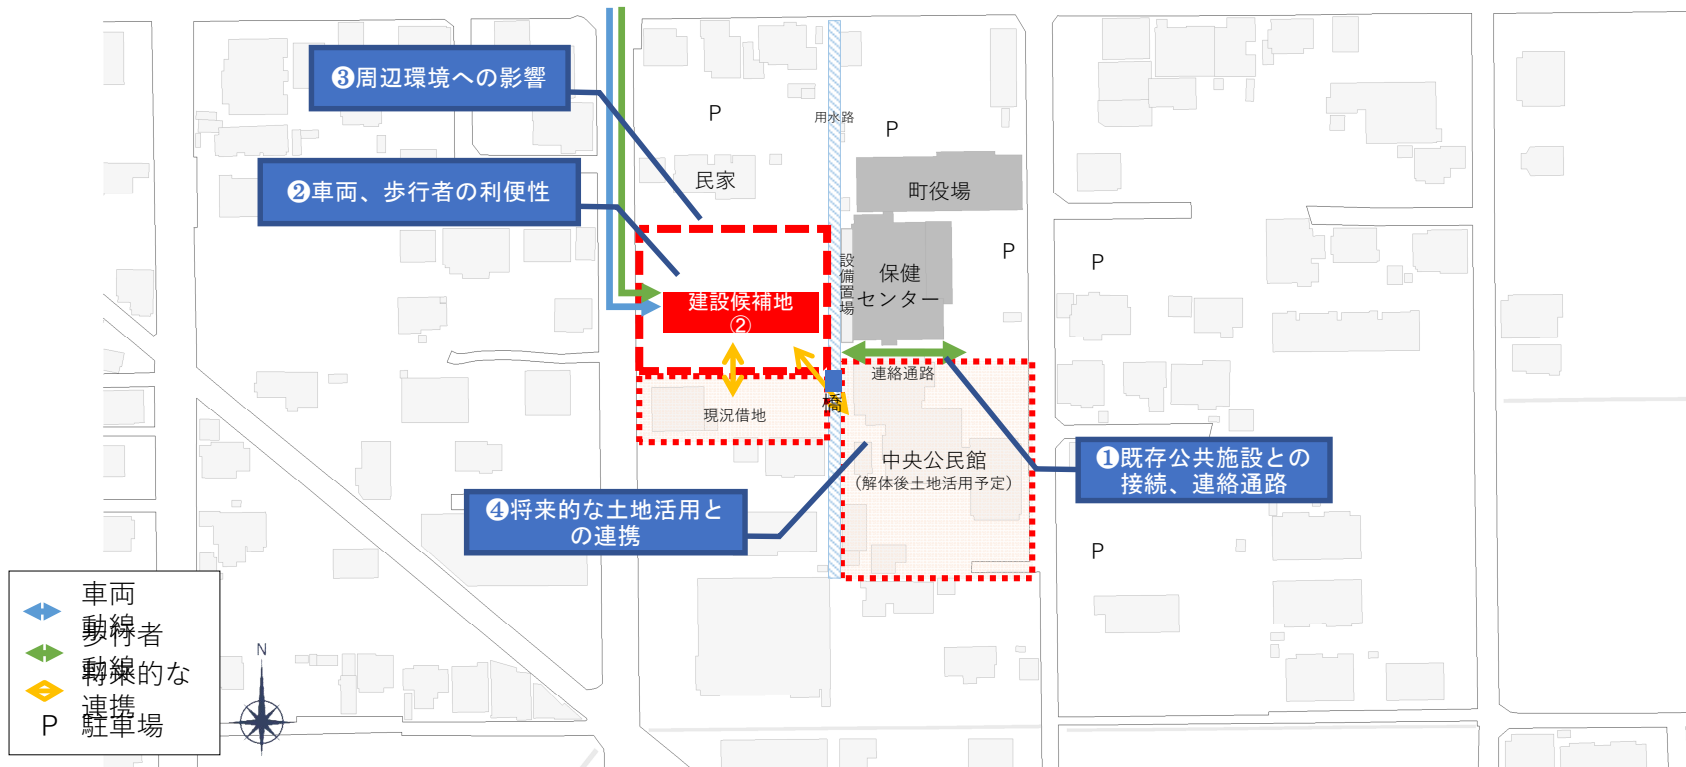 ❸周辺環境への影響
P
用水路
P
❷車両、歩行者の利便性
民家
町役場
P
P
設備置場
保健
センター
建設候補地
②
連絡通路
橋
現況借地
中央公民館
（解体後土地活用予定）
❶既存公共施設との
接続、連絡通路
❹将来的な土地活用と
の連携
P
車両
動線
歩行者
動線
将来的な
連携
P 駐車場
N